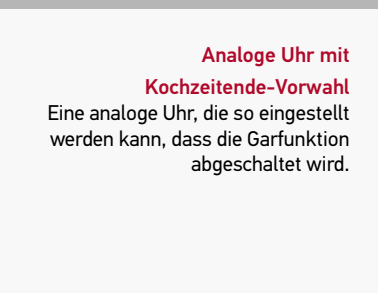 Analoge Uhr mit
Kochzeitende-Vorwahl
Eine analoge Uhr, die so eingestellt
werden kann, dass die Garfunktion
abgeschaltet wird.